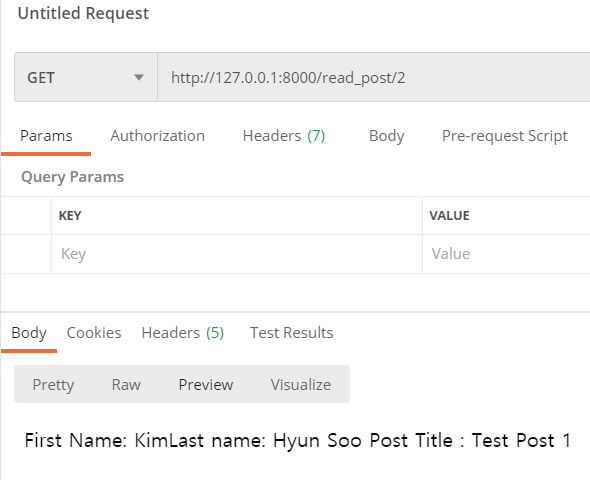 Untitled Request
GET http://127.0.0.1:8000/read_post/2
Params Authorization Headers (7) Body Pre-request Script
Query Params
KEY VALUE
Key Value
Body Cookies Headers (5) Test Results
Pretty Raw Preview Visualize
First Name: KimLast name: Hyun Soo Post Title : Test Post 1